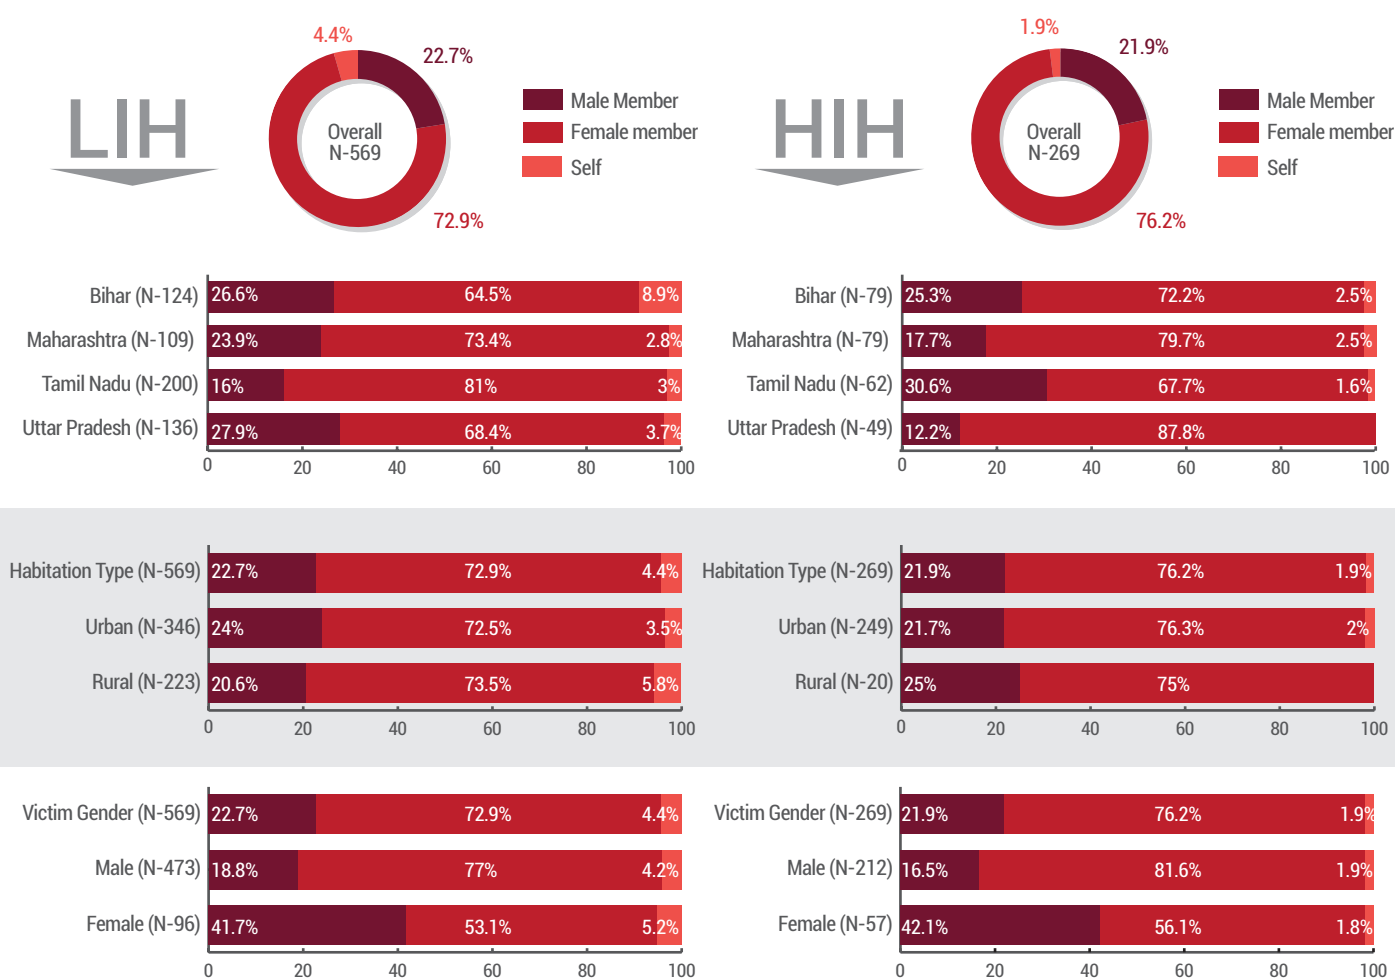 LIH
4.4%
22.7%
72.9%
Overall
N-569
Male Member
Female member
Self
HIH
1.9%
21.9%
76.2%
Overall
N-269
Male Member
Female member
Self
Bihar (N-124) 26.6% 64.5% 8.9%
Maharashtra (N-109) 23.9% 73.4% 2.8%
Tamil Nadu (N-200) 16% 81% 3%
Uttar Pradesh (N-136) 27.9% 68.4% 3.7%
0 20 40 60 80 100
Bihar (N-79) 25.3% 72.2% 2.5%
Maharashtra (N-79) 17.7% 79.7% 2.5%
Tamil Nadu (N-62) 30.6% 67.7% 1.6%
Uttar Pradesh (N-49) 12.2% 87.8%
0 20 40 60 80 100
Habitation Type (N-569) 22.7% 72.9% 4.4%
Urban (N-346) 24% 72.5% 3.5%
Rural (N-223) 20.6% 73.5% 5.8%
0 20 40 60 80 100
Habitation Type (N-269) 21.9% 76.2% 1.9%
Urban (N-249) 21.7% 76.3% 2%
Rural (N-20) 25% 75%
0 20 40 60 80 100
Victim Gender (N-569) 22.7% 72.9% 4.4%
Male (N-473) 18.8% 77% 4.2%
Female (N-96) 41.7% 53.1% 5.2%
0 20 40 60 80 100
Victim Gender (N-269) 21.9% 76.2% 1.9%
Male (N-212) 16.5% 81.6% 1.9%
Female (N-57) 42.1% 56.1% 1.8%
0 20 40 60 80 100